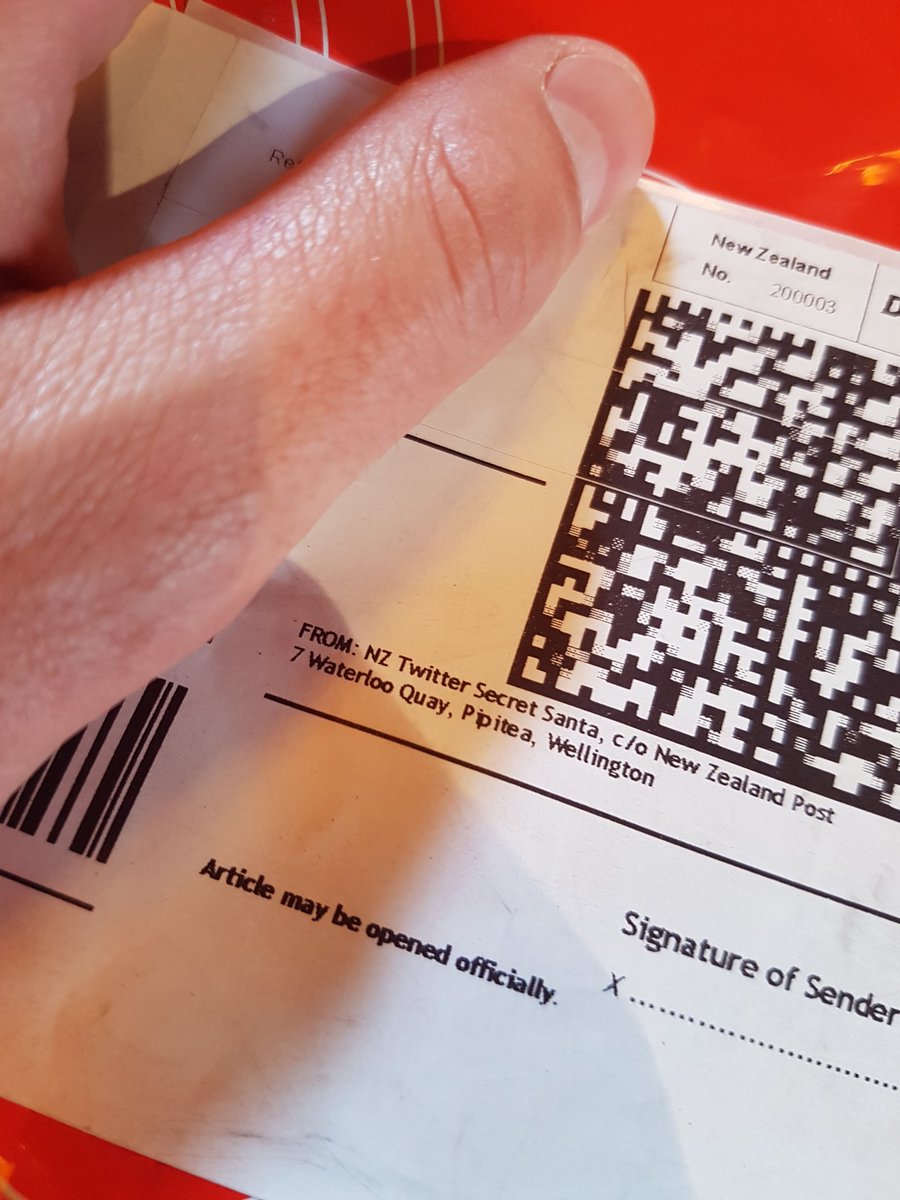 New Zealand
No. 200003
FROM: NZ Twitter Secret Santa, c/o New Zealand Post
7 Waterloo Quay, Pipitea, Wellington
Article may be opened officially.
Signature of Sender
X